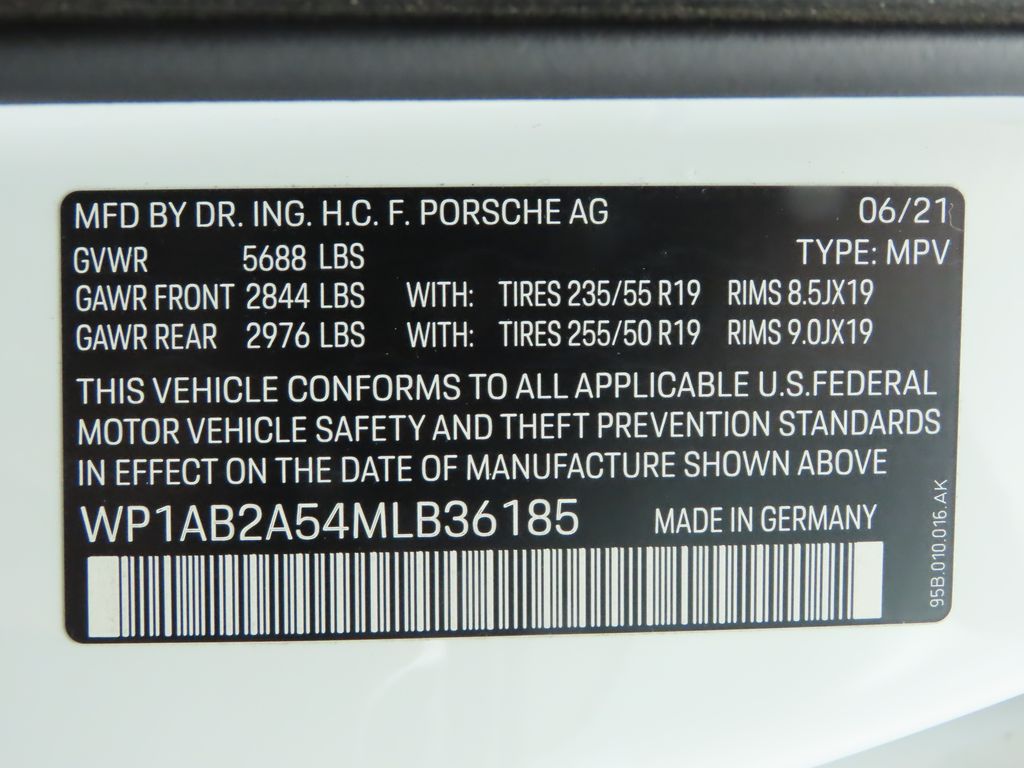 MFD BY DR. ING. H.C. F. PORSCHE AG 06/21
GVWR 5688 LBS TYPE: MPV
GAWR FRONT 2844 LBS WITH: TIRES 235/55 R19 RIMS 8.5JX19
GAWR REAR 2976 LBS WITH: TIRES 255/50 R19 RIMS 9.0JX19
THIS VEHICLE CONFORMS TO ALL APPLICABLE U.S.FEDERAL
MOTOR VEHICLE SAFETY AND THEFT PREVENTION STANDARDS
IN EFFECT ON THE DATE OF MANUFACTURE SHOWN ABOVE
WP1AB2A54MLB36185 MADE IN GERMANY
95B.010.016.AK